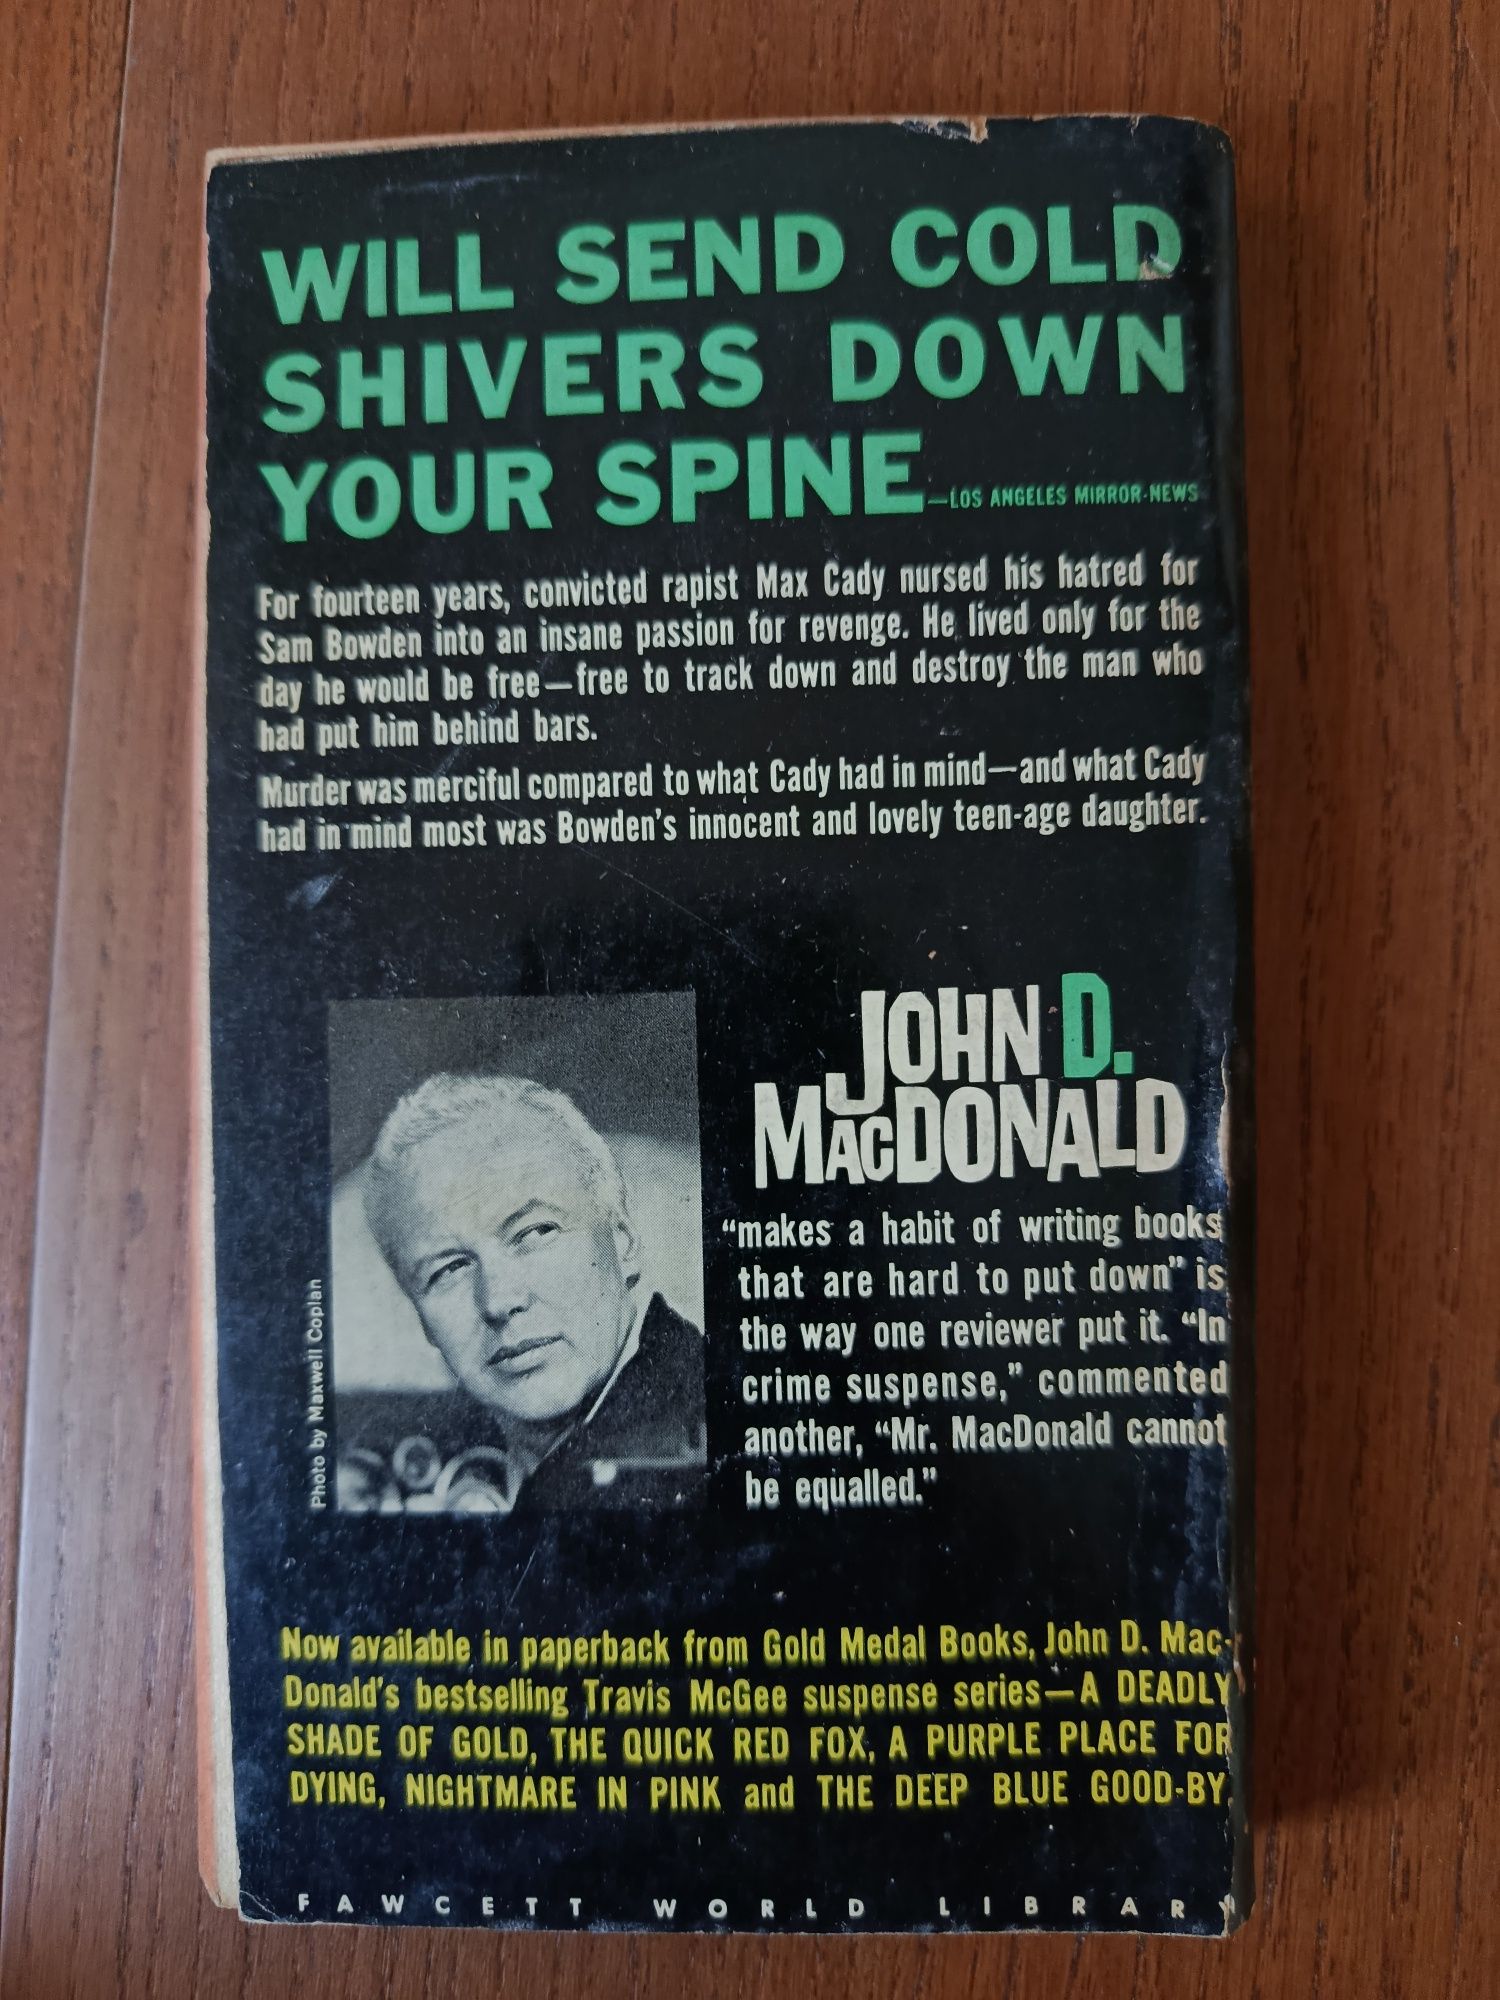 WILL SEND COLD
SHIVERS DOWN
YOUR SPINE—LOS ANGELES MIRROR-NEWS
For fourteen years, convicted rapist Max Cady nursed his hatred for
Sam Bowden into an insane passion for revenge. He lived only for the
day he would be free—free to track down and destroy the man who
had put him behind bars.
Murder was merciful compared to what Cady had in mind—and what Cady
had in mind most was Bowden's innocent and lovely teen-age daughter.
Photo by Maxwell Coplan
JOHN D.
MACDONALD
“makes a habit of writing books
that are hard to put down” is
the way one reviewer put it. “In
crime suspense,” commented
another, “Mr. MacDonald cannot
be equalled.”
Now available in paperback from Gold Medal Books, John D. Mac-
Donald's bestselling Travis McGee suspense series—A DEADLY
SHADE OF GOLD, THE QUICK RED FOX, A PURPLE PLACE FOR
DYING, NIGHTMARE IN PINK and THE DEEP BLUE GOOD-BY.
FAWCETT WORLD LIBRARY